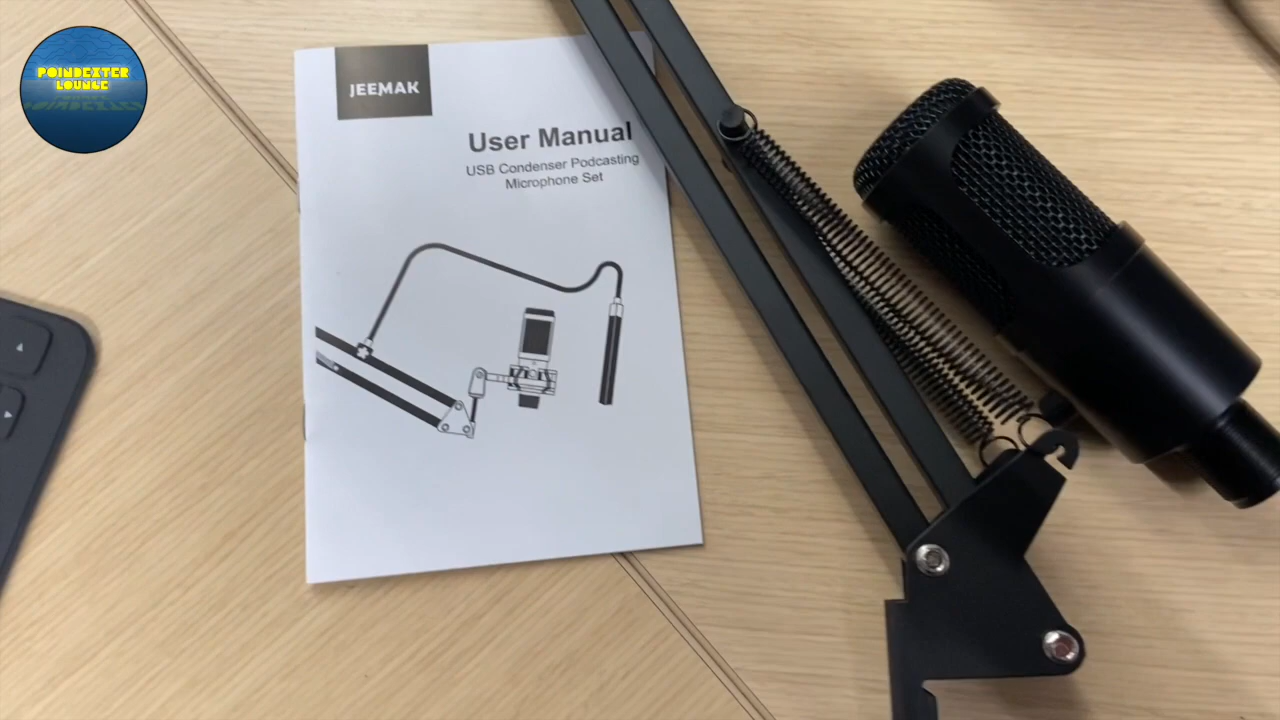 POINDEXTER
LOUNGE
JEEMAK
User Manual
USB Condenser Podcasting
Microphone Set